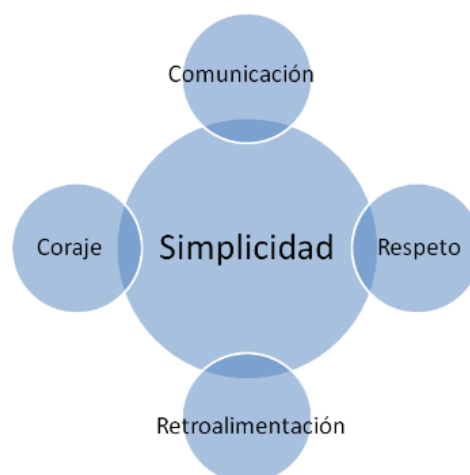 Comunicación
Coraje
Simplicidad
Respeto
Retroalimentación